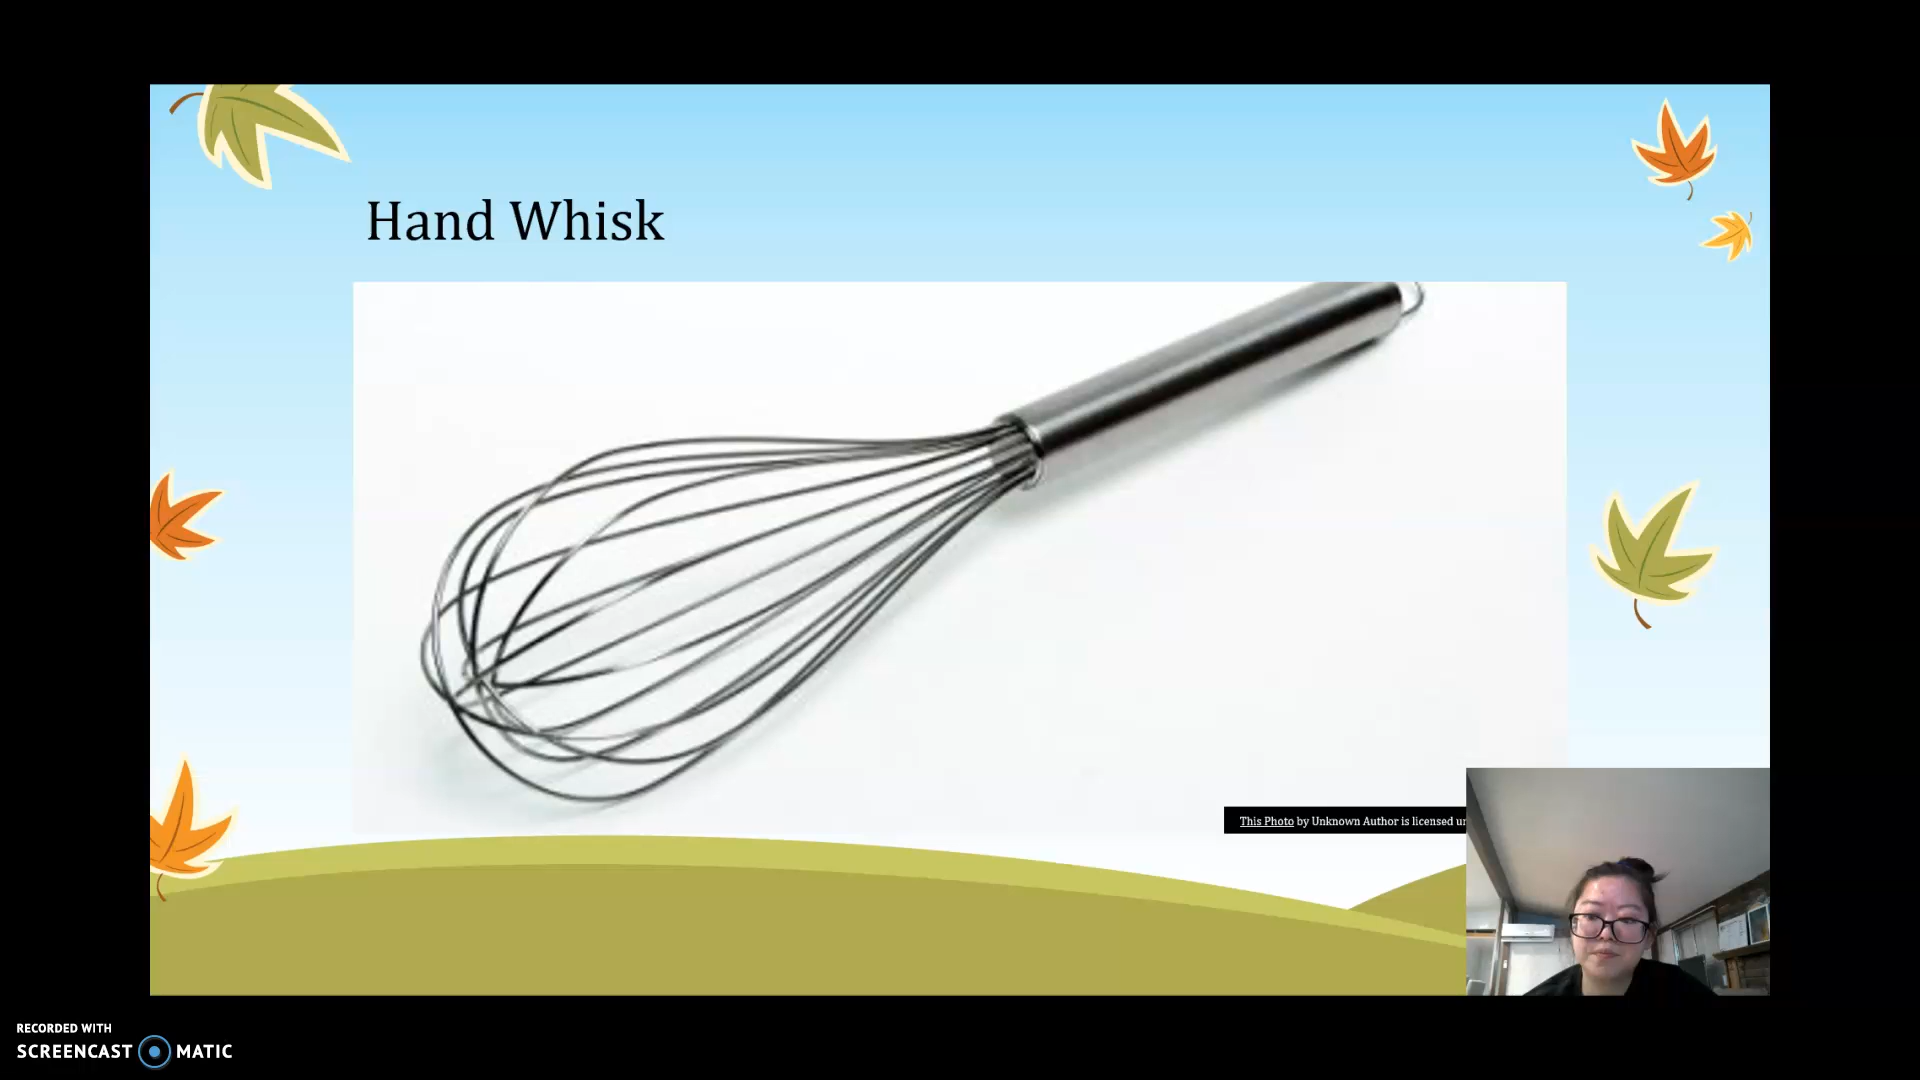 Hand Whisk
This Photo by Unknown Author is licensed
RECORDED WITH
SCREENCAST MATIC